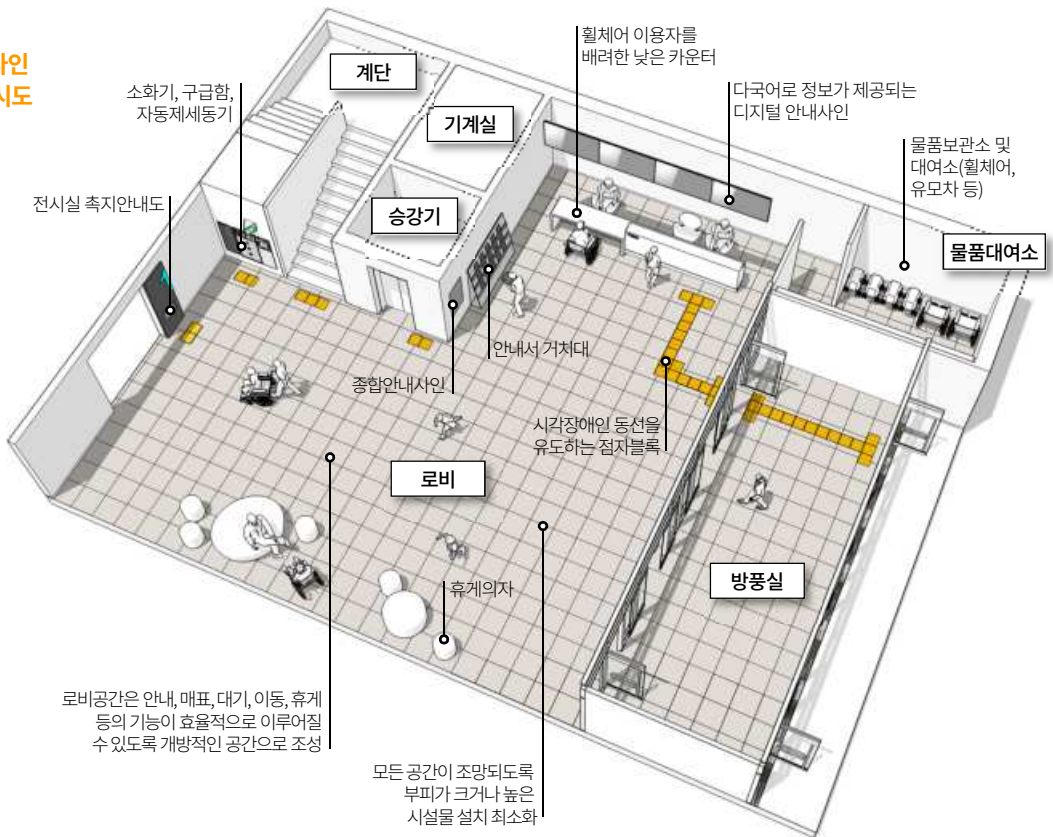 인
시도
계단
소화기, 구급함,
자동제세동기
기계실
휠체어 이용자를
배려한 낮은 카운터
다국어로 정보가 제공되는
디지털 안내사인
물품보관소 및
대여소(휠체어,
유모차 등)
전시실 촉지안내도
승강기
물품대여소
안내서 거치대
종합안내사인
시각장애인 동선을
유도하는 점자블록
로비
방풍실
휴게의자
로비공간은 안내, 매표, 대기, 이동, 휴게
등의 기능이 효율적으로 이루어질
수 있도록 개방적인 공간으로 조성
모든 공간이 조망되도록
부피가 크거나 높은
시설물 설치 최소화